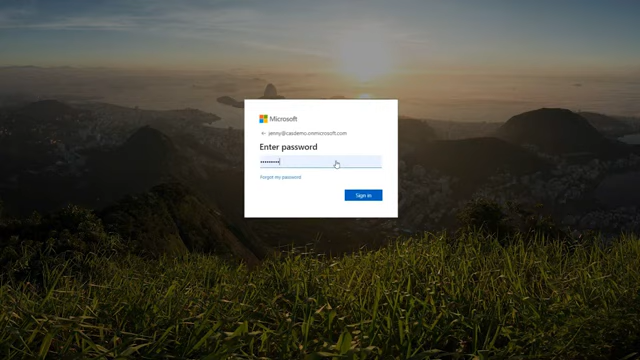 Microsoft
← jenny@casdemo.onmicrosoft.com
Enter password
•••••••••
Forgot my password
Sign in